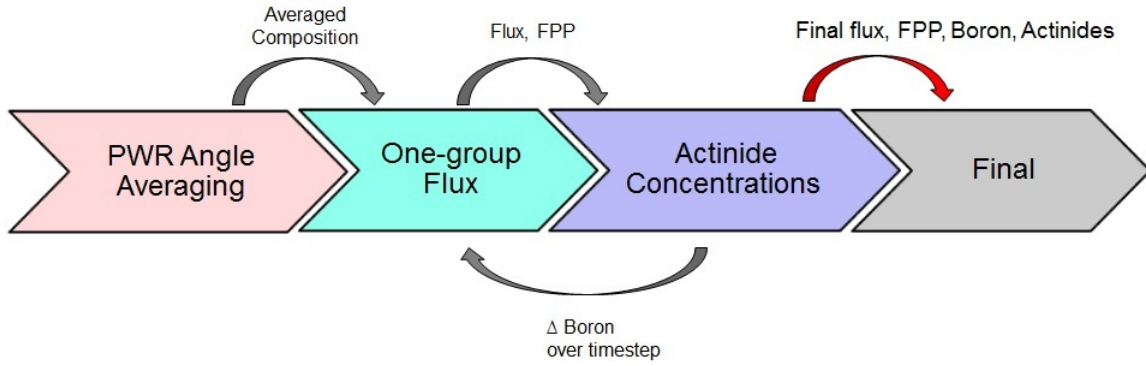 Averaged
Composition
Flux, FPP
Final flux, FPP, Boron, Actinides
PWR Angle
Averaging
One-group
Flux
Actinide
Concentrations
Final
Δ Boron
over timestep